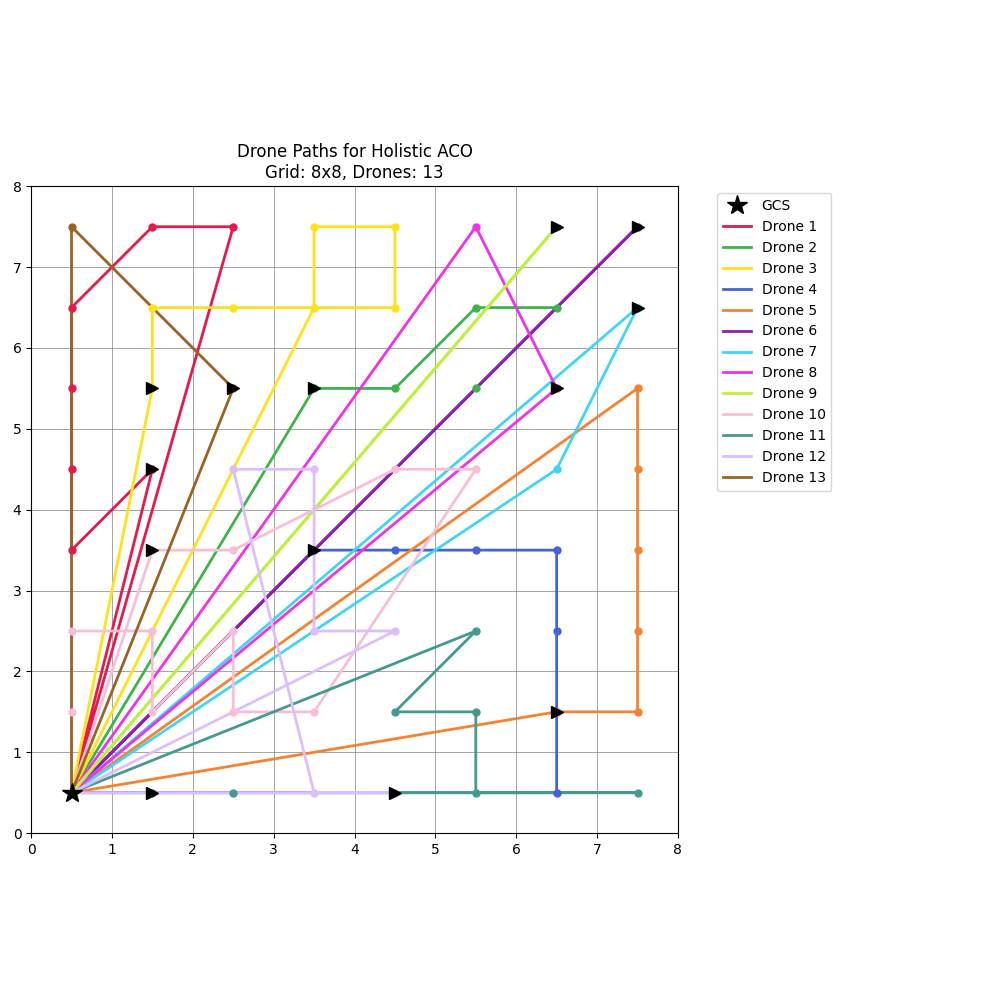 Drone Paths for Holistic ACO
Grid: 8x8, Drones: 13
8
7
6
5
4
3
2
1
0
0 1 2 3 4 5 6 7 8
GCS
Drone 1
Drone 2
Drone 3
Drone 4
Drone 5
Drone 6
Drone 7
Drone 8
Drone 9
Drone 10
Drone 11
Drone 12
Drone 13